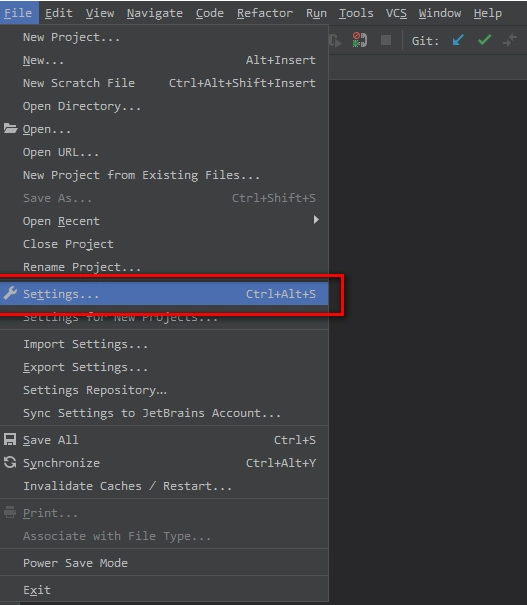 File Edit View Navigate Code Refactor Run Tools VCS Window Help
Git:
New Project...
New... Alt+Insert
New Scratch File Ctrl+Alt+Shift+Insert
Open Directory...
Open...
Open URL...
New Project from Existing Files...
Save As... Ctrl+Shift+S
Open Recent
Close Project
Rename Project...
Settings... Ctrl+Alt+S
Settings for New Projects...
Import Settings...
Export Settings...
Settings Repository...
Sync Settings to JetBrains Account...
Save All Ctrl+S
Synchronize Ctrl+Alt+Y
Invalidate Caches / Restart...
Print...
Associate with File Type...
Power Save Mode
Exit